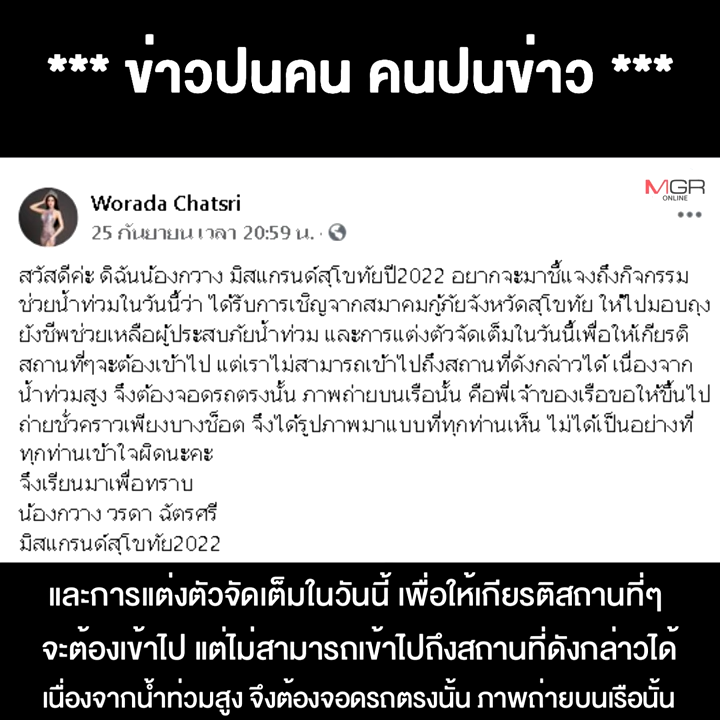 *** ข่าวปนคน คนปนข่าว ***
MGR
ONLINE
Worada Chatsri
25 กันยายน เวลา 20:59 น. ·
สวัสดีค่ะ ดิฉันน้องกวาง มิสแกรนด์สุโขทัยปี2022 อยากจะมาชี้แจงถึงกิจกรรม
ช่วยน้ำท่วมในวันนี้ว่า ได้รับการเชิญจากสมาคมกู้ภัยจังหวัดสุโขทัย ให้ไปมอบถุง
ยังชีพช่วยเหลือผู้ประสบภัยน้ำท่วม และการแต่งตัวจัดเต็มในวันนี้เพื่อให้เกียรติ
สถานที่ๆจะต้องเข้าไป แต่เราไม่สามารถเข้าไปถึงสถานที่ดังกล่าวได้ เนื่องจาก
น้ำท่วมสูง จึงต้องจอดรถตรงนั้น ภาพถ่ายบนเรือนั้น คือพี่เจ้าของเรือขอให้ขึ้นไป
ถ่ายชั่วคราวเพียงบางช็อต จึงได้รูปภาพมาแบบที่ทุกท่านเห็น ไม่ได้เป็นอย่างที่
ทุกท่านเข้าใจผิดนะคะ
จึงเรียนมาเพื่อทราบ
น้องกวาง วรดา ฉัตรศรี
มิสแกรนด์สุโขทัย2022
และการแต่งตัวจัดเต็มในวันนี้ เพื่อให้เกียรติสถานที่ๆ
จะต้องเข้าไป แต่ไม่สามารถเข้าไปถึงสถานที่ดังกล่าวได้
เนื่องจากน้ำท่วมสูง จึงต้องจอดรถตรงนั้น ภาพถ่ายบนเรือนั้น